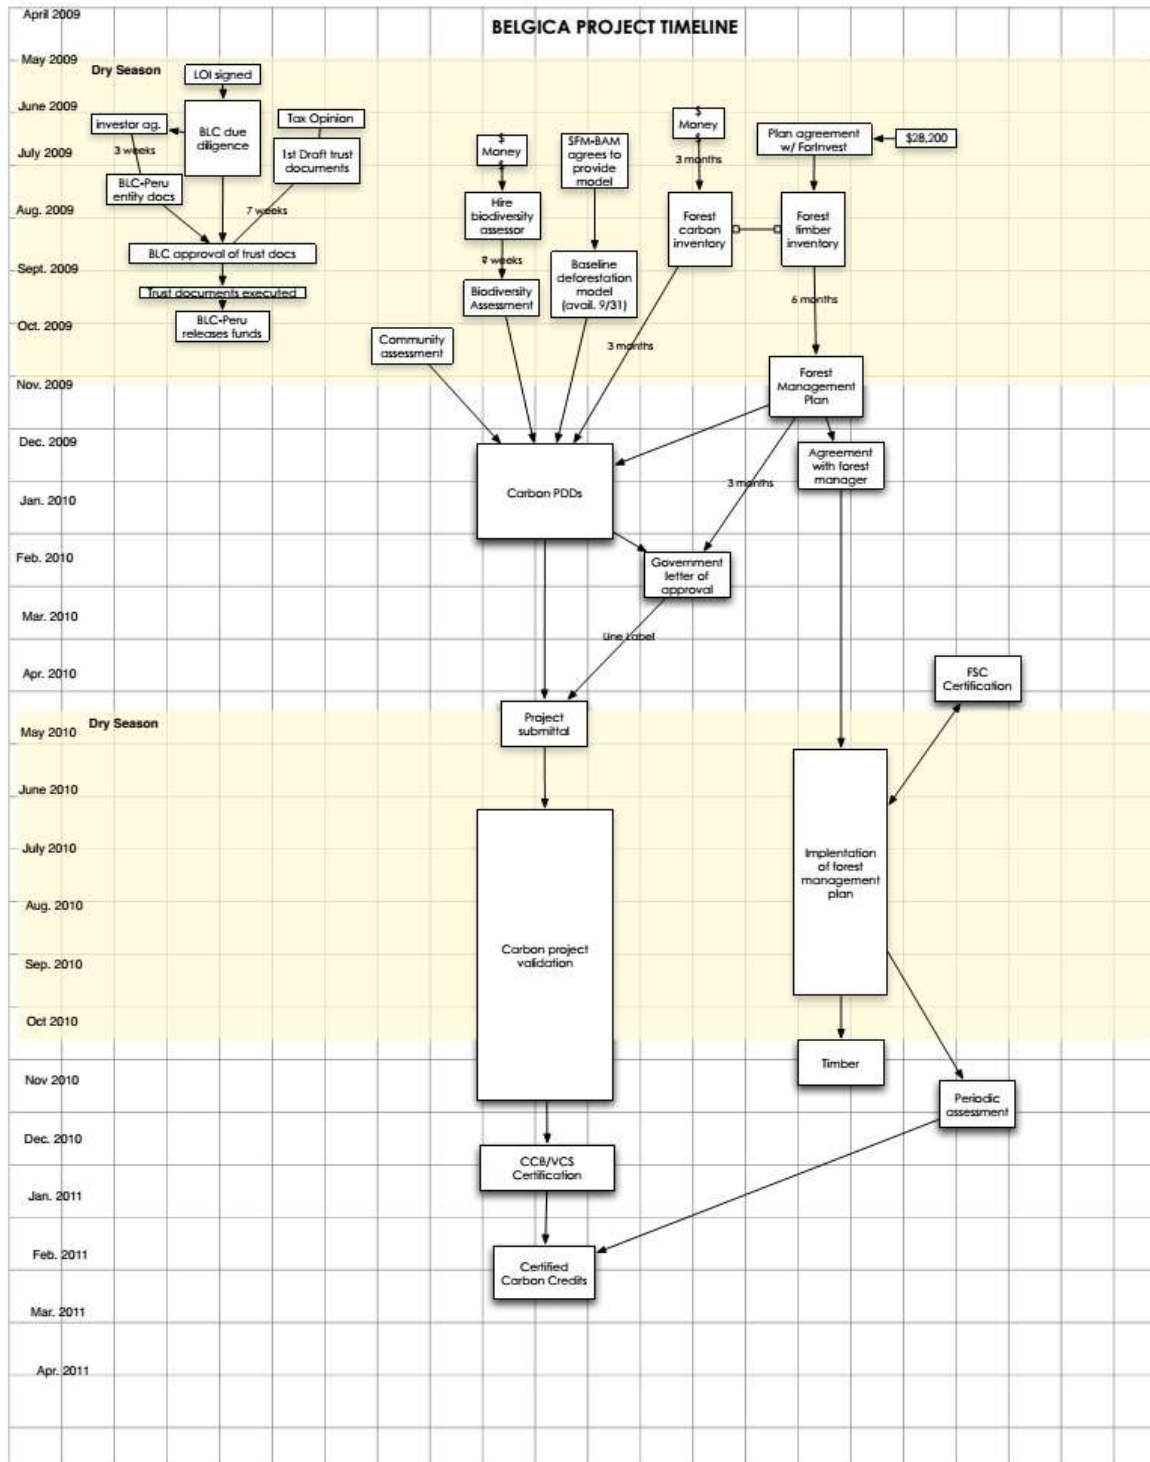 BELGICA PROJECT TIMELINE
April 2009
May 2009
June 2009
July 2009
Aug. 2009
Sept. 2009
Oct. 2009
Nov. 2009
Dec. 2009
Jan. 2010
Feb. 2010
Mar. 2010
Apr. 2010
May 2010
June 2010
July 2010
Aug. 2010
Sep. 2010
Oct 2010
Nov 2010
Dec. 2010
Jan. 2011
Feb. 2011
Mar. 2011
Apr. 2011
Dry Season
LOI signed
investor ag.
BLC due
diligence
Tax Opinion
3 weeks
1st Draft trust
documents
BLC-Peru
entity docs
7 weeks
BLC approval of trust docs
Trust documents executed
BLC-Peru
releases funds
$
Money
$
Hire
biodiversity
assessor
weeks
Biodiversity
Assessment
SFM-BAM
agrees to
provide
model
Baseline
deforestation
model
(avail. 9/31)
$
Money
$
3 months
Forest
carbon
inventory
3 months
Plan agreement
w/ ForInvest
$28,200
Forest
timber
inventory
6 months
Community
assessment
Forest
Management
Plan
Carbon PDDs
Agreement
with forest
manager
3 months
Government
letter of
approval
Line Label
FSC
Certification
Dry Season
Project
submittal
Implentation
of forest
management
plan
Carbon project
validation
Timber
Periodic
assessment
CCB/VCS
Certification
Certified
Carbon Credits